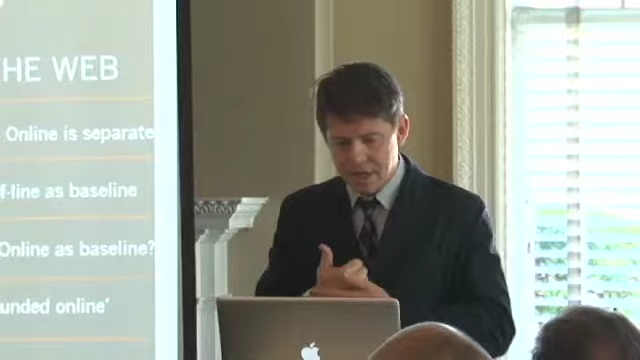 HE WEB
Online is separate
f-line as baseline
Online as baseline?
unded online'